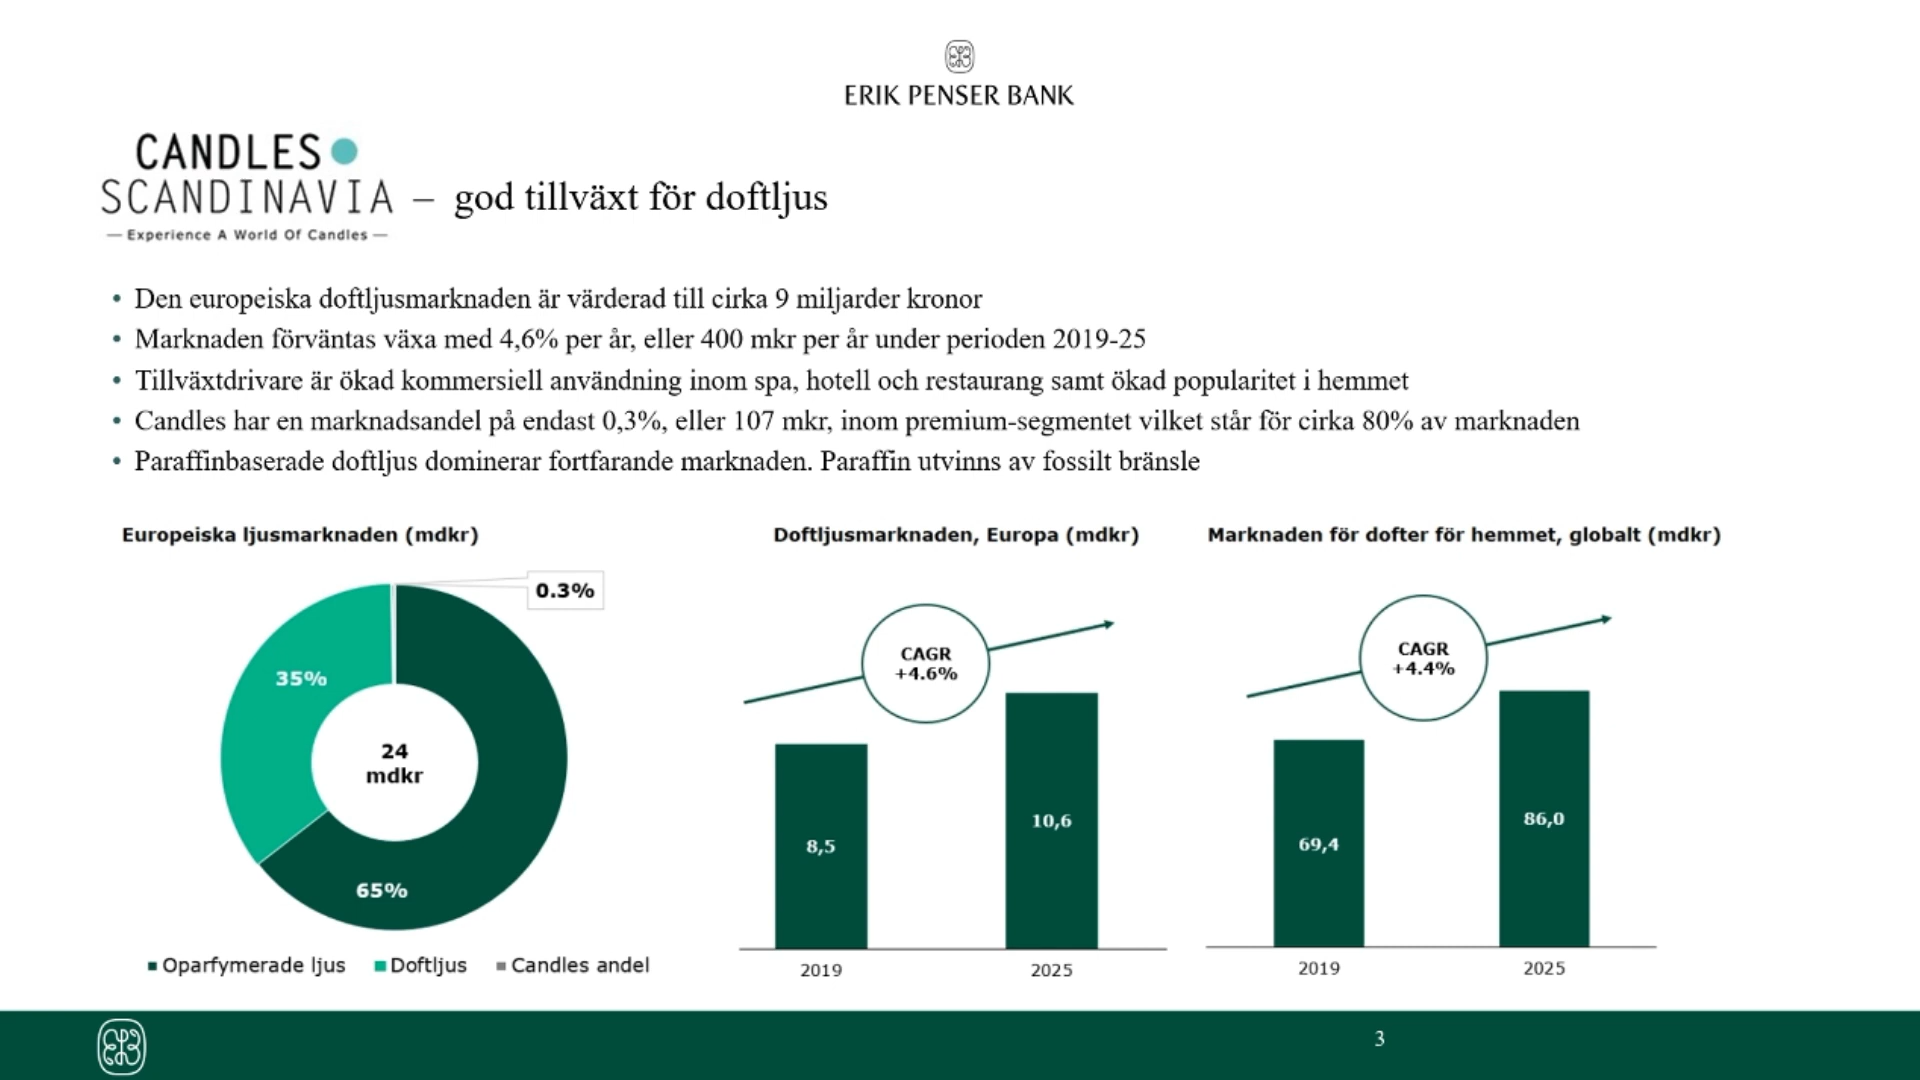 ERIK PENSER BANK
CANDLES
SCANDINAVIA – god tillväxt för doftljus
— Experience A World Of Candles —
• Den europeiska doftljusmarknaden är värderad till cirka 9 miljarder kronor
• Marknaden förväntas växa med 4,6% per år, eller 400 mkr per år under perioden 2019-25
• Tillväxtdrivare är ökad kommersiell användning inom spa, hotell och restaurang samt ökad popularitet i hemmet
• Candles har en marknadsandel på endast 0,3%, eller 107 mkr, inom premium-segmentet vilket står för cirka 80% av marknaden
• Paraffinbaserade doftljus dominerar fortfarande marknaden. Paraffin utvinns av fossilt bränsle
Europeiska ljusmarknaden (mdkr)
0.3%
35%
24
mdkr
65%
Oparfymerade ljus Doftljus Candles andel
Doftljusmarknaden, Europa (mdkr)
CAGR
+4.6%
8,5
10,6
2019 2025
Marknaden för dofter för hemmet, globalt (mdkr)
CAGR
+4.4%
69,4
86,0
2019 2025
3